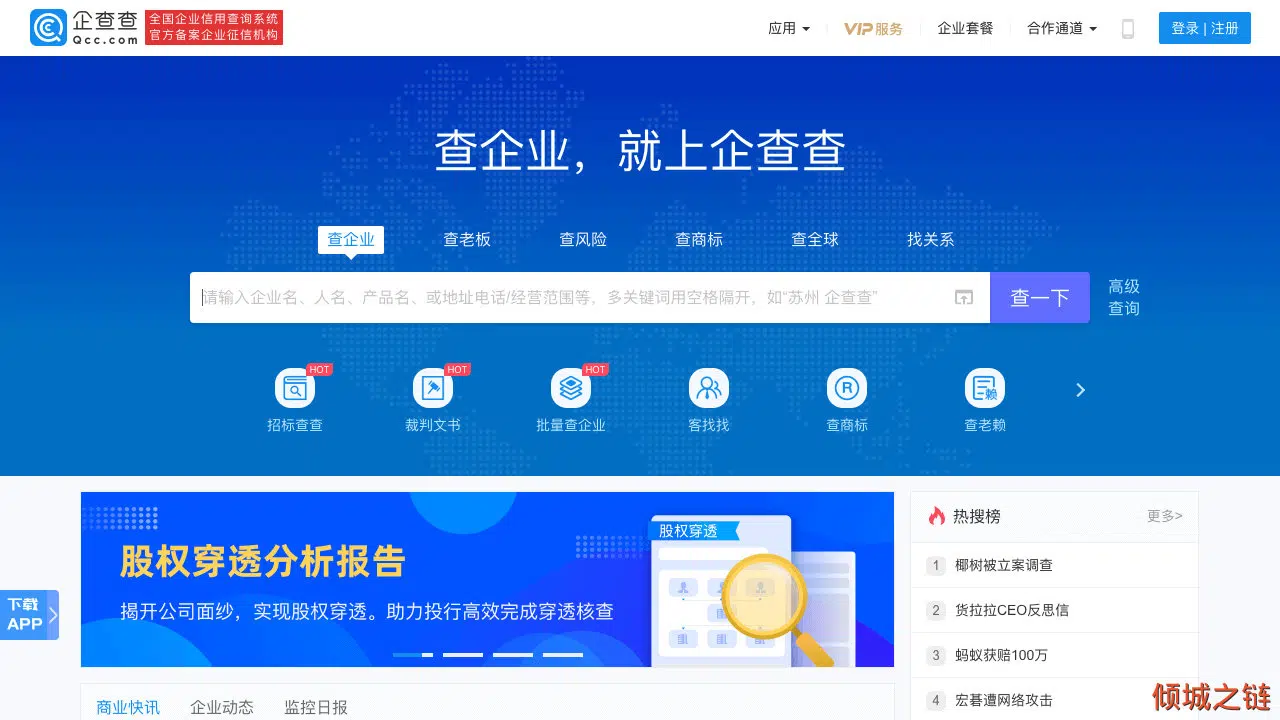 企查查
Qcc.com
全国企业信用查询系统
官方备案企业征信机构
应用
VIP服务
企业套餐
合作通道
登录 | 注册
查企业，就上企查查
查企业
查老板
查风险
查商标
查全球
找关系
请输入企业名、人名、产品名、或地址电话/经营范围等，多关键词用空格隔开，如“苏州 企查查”
查一下
高级
查询
HOT
HOT
HOT
招标查查
裁判文书
批量查企业
客找找
R
查商标
赖
查老赖
股权穿透分析报告
揭开公司面纱，实现股权穿透。助力投行高效完成穿透核查
股权穿透
热搜榜
更多>
1 椰树被立案调查
2 货拉拉CEO反思信
3 蚂蚁获赔100万
4 宏碁遭网络攻击
下载
APP
商业快讯
企业动态
监控日报
倾城之链